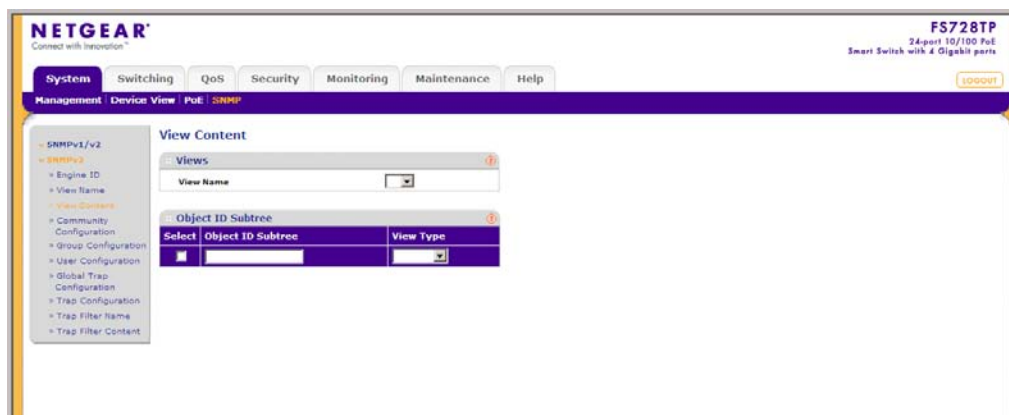 NETGEAR
Connect with Innovation™
FS728TP
24-port 10/100 PoE
Smart Switch with 4 Gigabit ports
System Switching QoS Security Monitoring Maintenance Help
LOGOUT
Management Device View PoE SNMP
SNMPv1/v2
SNMPv3
Engine ID
View Name
View Content
Community
Configuration
Group Configuration
User Configuration
Global Trap
Configuration
Trap Configuration
Trap Filter Name
Trap Filter Content
View Content
Views
View Name
Object ID Subtree
Select Object ID Subtree View Type